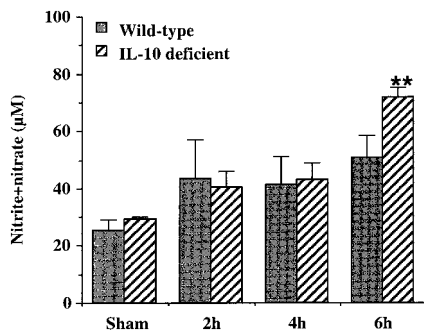 Wild-type
IL-10 deficient
Nitrite+nitrate (µM)
100
80
60
40
20
0
**
Sham 2h 4h 6h